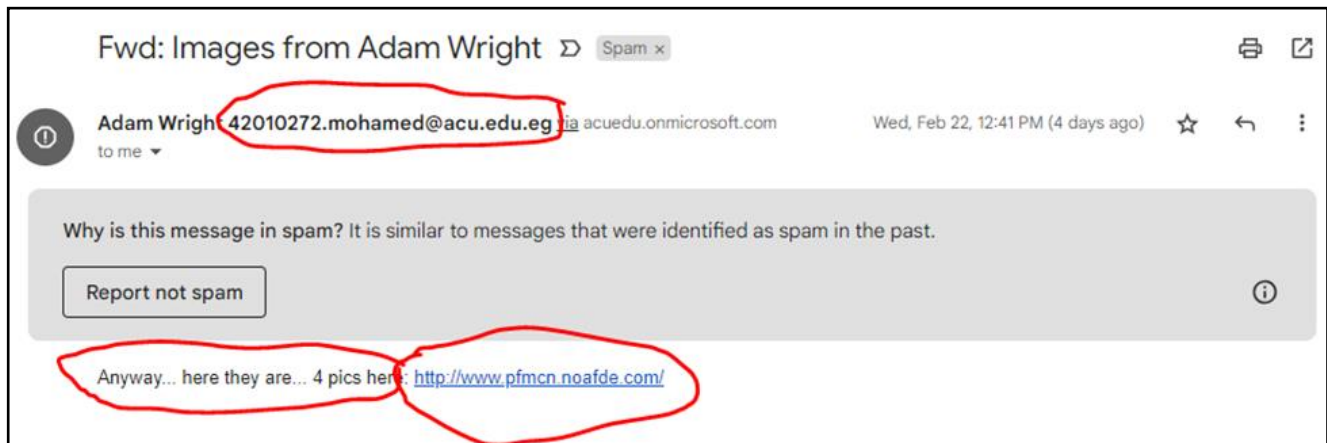 Fwd: Images from Adam Wright Spam x
Adam Wright 42010272.mohamed@acu.edu.eg via acuedu.onmicrosoft.com Wed, Feb 22, 12:41 PM (4 days ago)
to me
Why is this message in spam? It is similar to messages that were identified as spam in the past.
Report not spam
Anyway... here they are... 4 pics here: http://www.pfmcn.noafde.com/